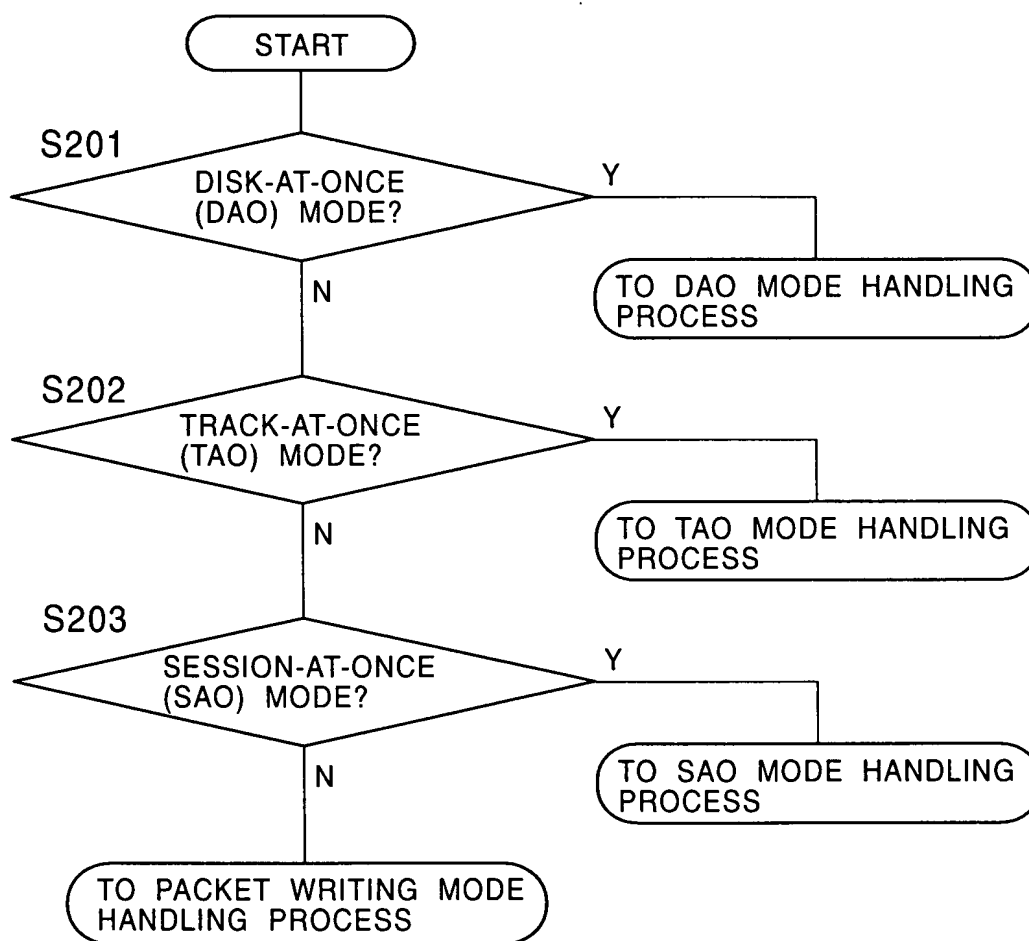 START
S201
DISK-AT-ONCE
(DAO) MODE?
Y
TO DAO MODE HANDLING
PROCESS
N
S202
TRACK-AT-ONCE
(TAO) MODE?
Y
TO TAO MODE HANDLING
PROCESS
N
S203
SESSION-AT-ONCE
(SAO) MODE?
Y
TO SAO MODE HANDLING
PROCESS
N
TO PACKET WRITING MODE
HANDLING PROCESS